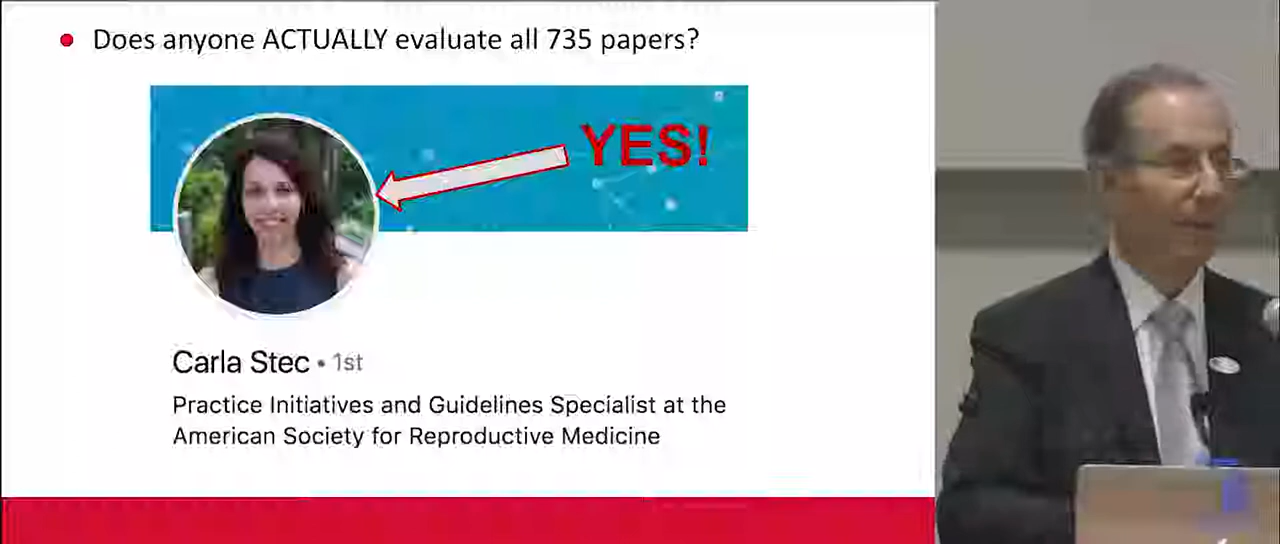 Does anyone ACTUALLY evaluate all 735 papers?
YES!
Carla Stec • 1st
Practice Initiatives and Guidelines Specialist at the
American Society for Reproductive Medicine